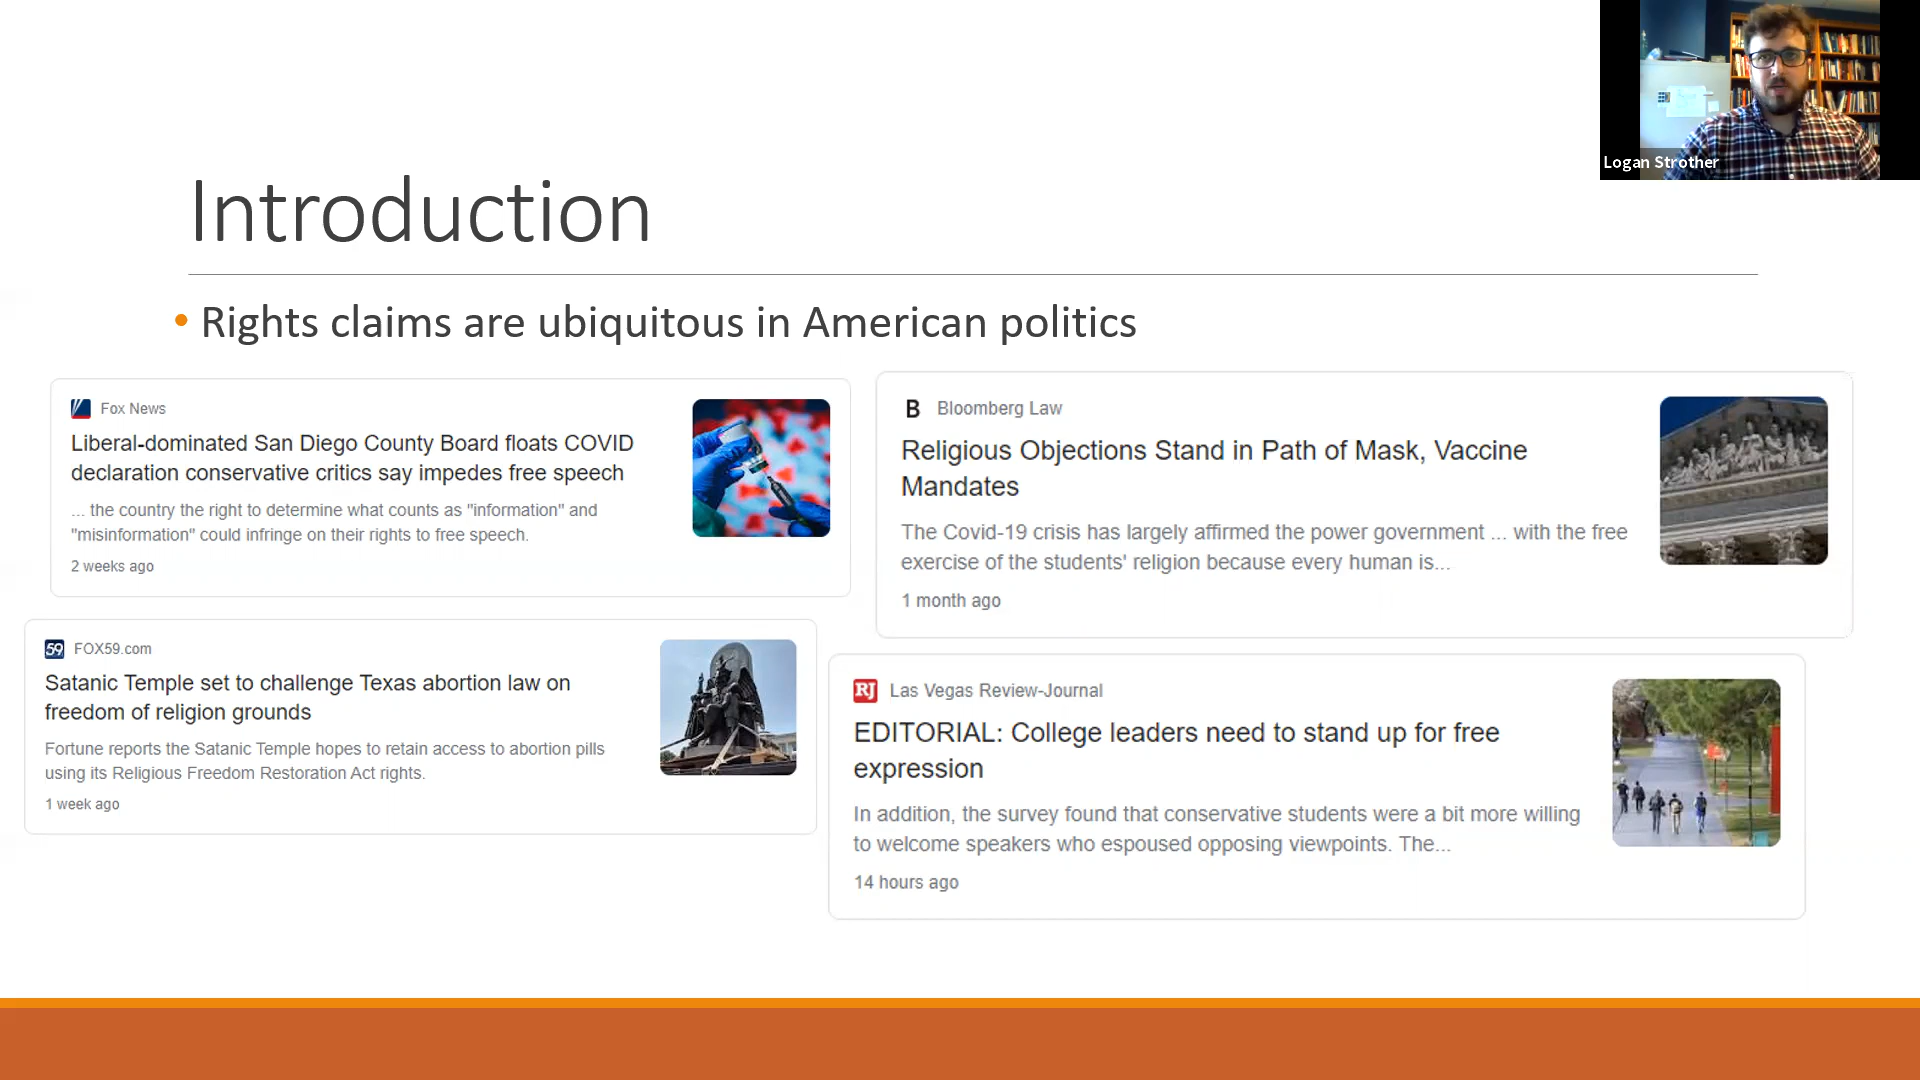 Logan Strother
Introduction
• Rights claims are ubiquitous in American politics
Fox News
Liberal-dominated San Diego County Board floats COVID
declaration conservative critics say impedes free speech
... the country the right to determine what counts as "information" and
"misinformation" could infringe on their rights to free speech.
2 weeks ago
B Bloomberg Law
Religious Objections Stand in Path of Mask, Vaccine
Mandates
The Covid-19 crisis has largely affirmed the power government ... with the free
exercise of the students' religion because every human is...
1 month ago
59 FOX59.com
Satanic Temple set to challenge Texas abortion law on
freedom of religion grounds
Fortune reports the Satanic Temple hopes to retain access to abortion pills
using its Religious Freedom Restoration Act rights.
1 week ago
RJ Las Vegas Review-Journal
EDITORIAL: College leaders need to stand up for free
expression
In addition, the survey found that conservative students were a bit more willing
to welcome speakers who espoused opposing viewpoints. The...
14 hours ago